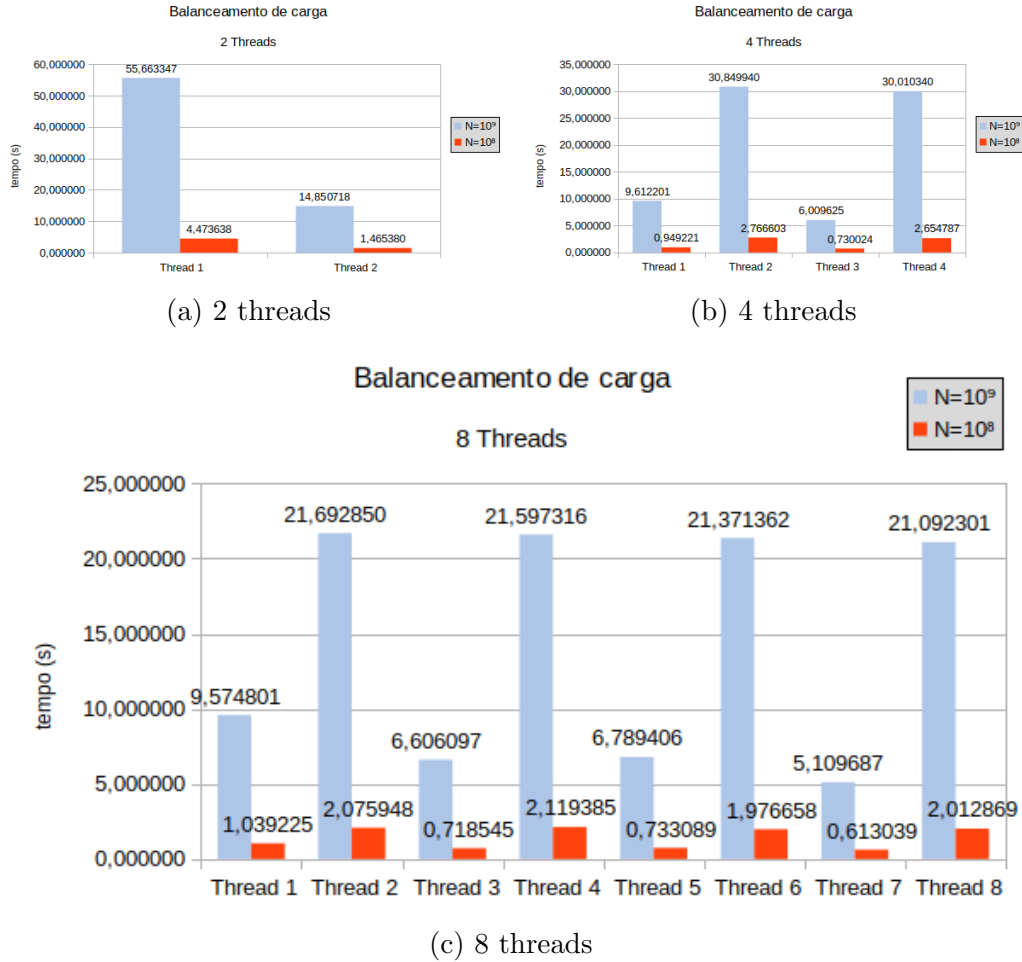 Balanceamento de carga
2 Threads
60,000000
50,000000
40,000000
30,000000
20,000000
10,000000
0,000000
tempo (s)
55,663347
4,473638
14,850718
1,465380
Thread 1
Thread 2
N=10⁹
N=10⁸
(a) 2 threads
Balanceamento de carga
4 Threads
35,000000
30,000000
25,000000
20,000000
15,000000
10,000000
5,000000
0,000000
tempo (s)
9,612201
0,949221
30,849940
2,766603
6,009625
0,730024
30,010340
2,654787
Thread 1
Thread 2
Thread 3
Thread 4
N=10⁹
N=10⁸
(b) 4 threads
Balanceamento de carga
8 Threads
N=10⁹
N=10⁸
25,000000
20,000000
15,000000
10,000000
5,000000
0,000000
tempo (s)
9,574801
1,039225
21,692850
2,075948
6,606097
0,718545
21,597316
2,119385
6,789406
0,733089
21,371362
1,976658
5,109687
0,613039
21,092301
2,012869
Thread 1
Thread 2
Thread 3
Thread 4
Thread 5
Thread 6
Thread 7
Thread 8
(c) 8 threads